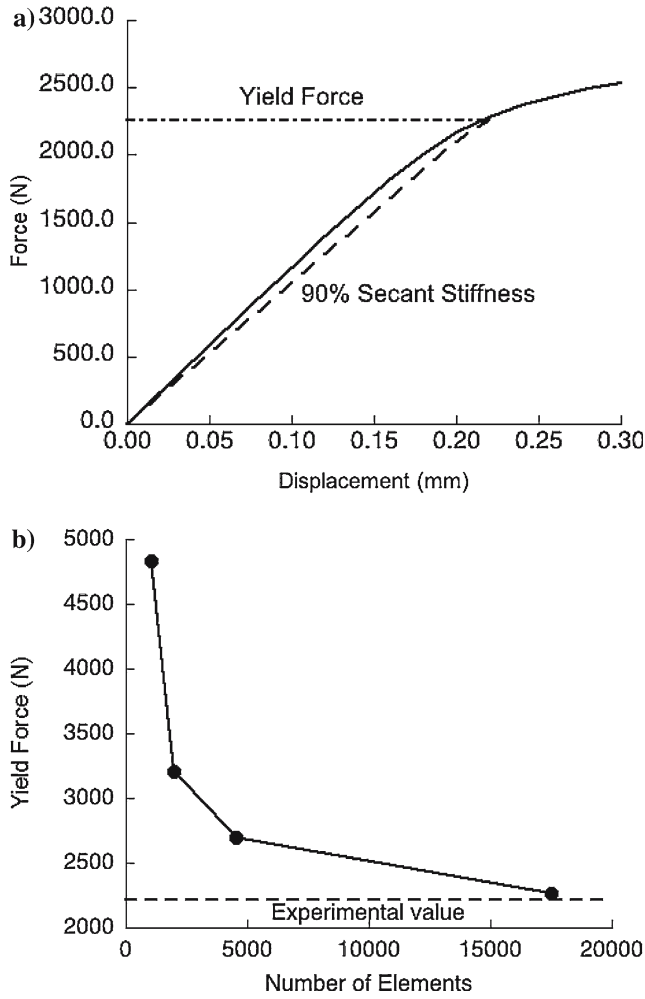 a)
3000.0
2500.0
2000.0
1500.0
1000.0
500.0
0.0
Force (N)
Yield Force
90% Secant Stiffness
0.00 0.05 0.10 0.15 0.20 0.25 0.30
Displacement (mm)
b)
5000
4500
4000
3500
3000
2500
2000
Yield Force (N)
Experimental value
0 5000 10000 15000 20000
Number of Elements